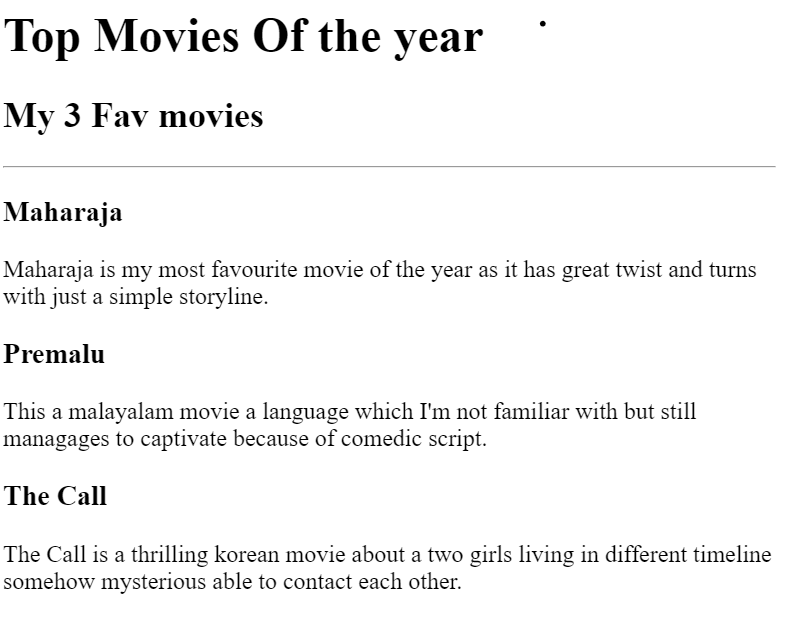 Top Movies Of the year
My 3 Fav movies
Maharaja
Maharaja is my most favourite movie of the year as it has great twist and turns
with just a simple storyline.
Premalu
This a malayalam movie a language which I'm not familiar with but still
managages to captivate because of comedic script.
The Call
The Call is a thrilling korean movie about a two girls living in different timeline
somehow mysterious able to contact each other.